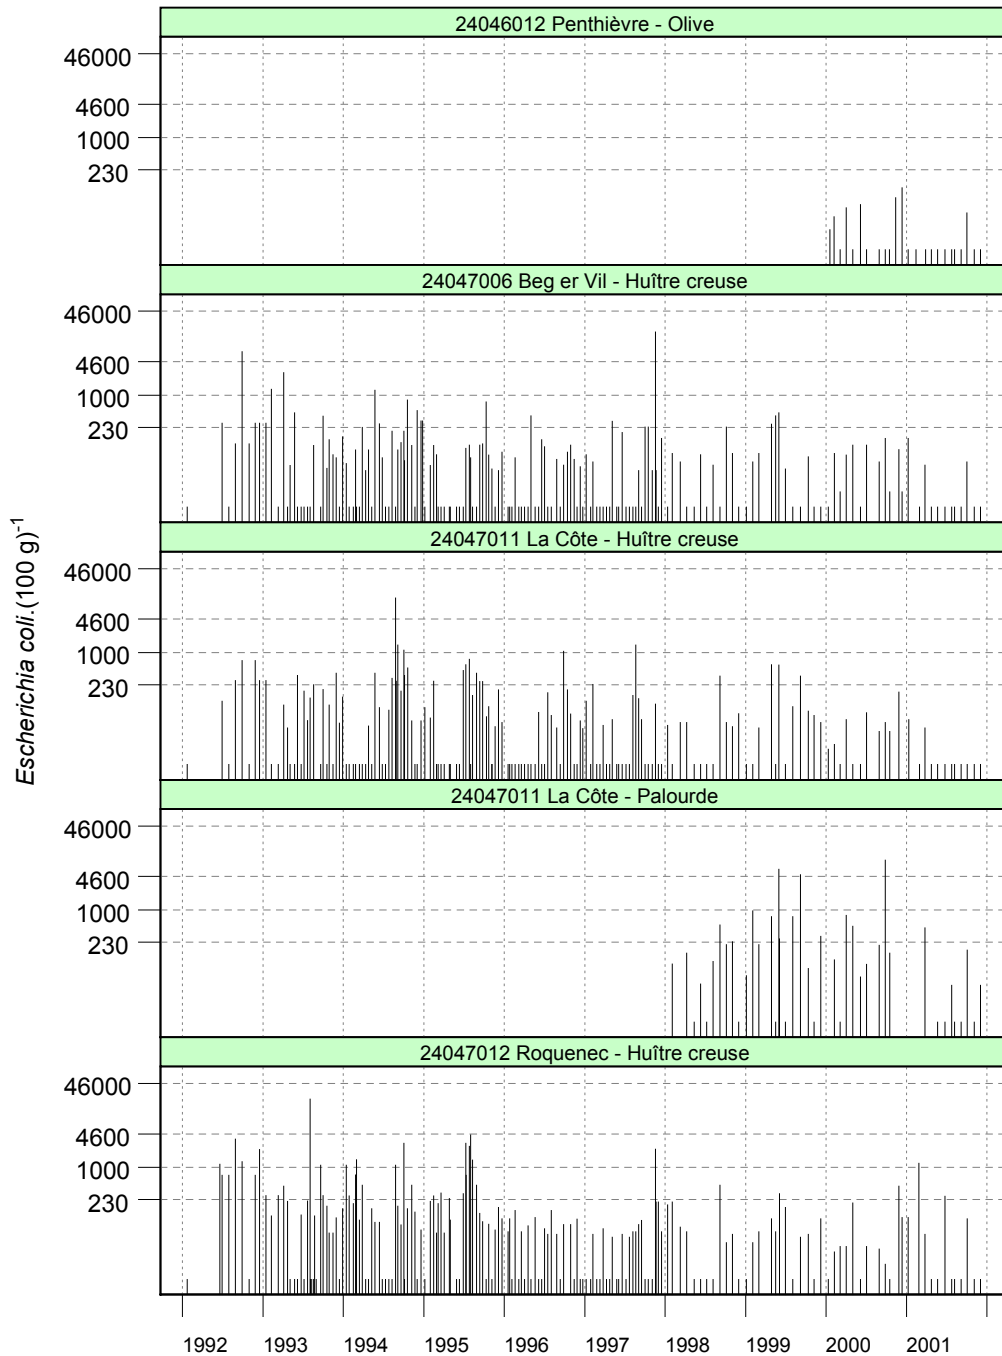 24046012 Penthièvre - Olive
46000
4600
1000
230
24047006 Beg er Vil - Huître creuse
46000
4600
1000
230
24047011 La Côte - Huître creuse
46000
4600
1000
230
24047011 La Côte - Palourde
46000
4600
1000
230
24047012 Roquenec - Huître creuse
46000
4600
1000
230
Escherichia coli.(100 g)-1
1992 1993 1994 1995 1996 1997 1998 1999 2000 2001